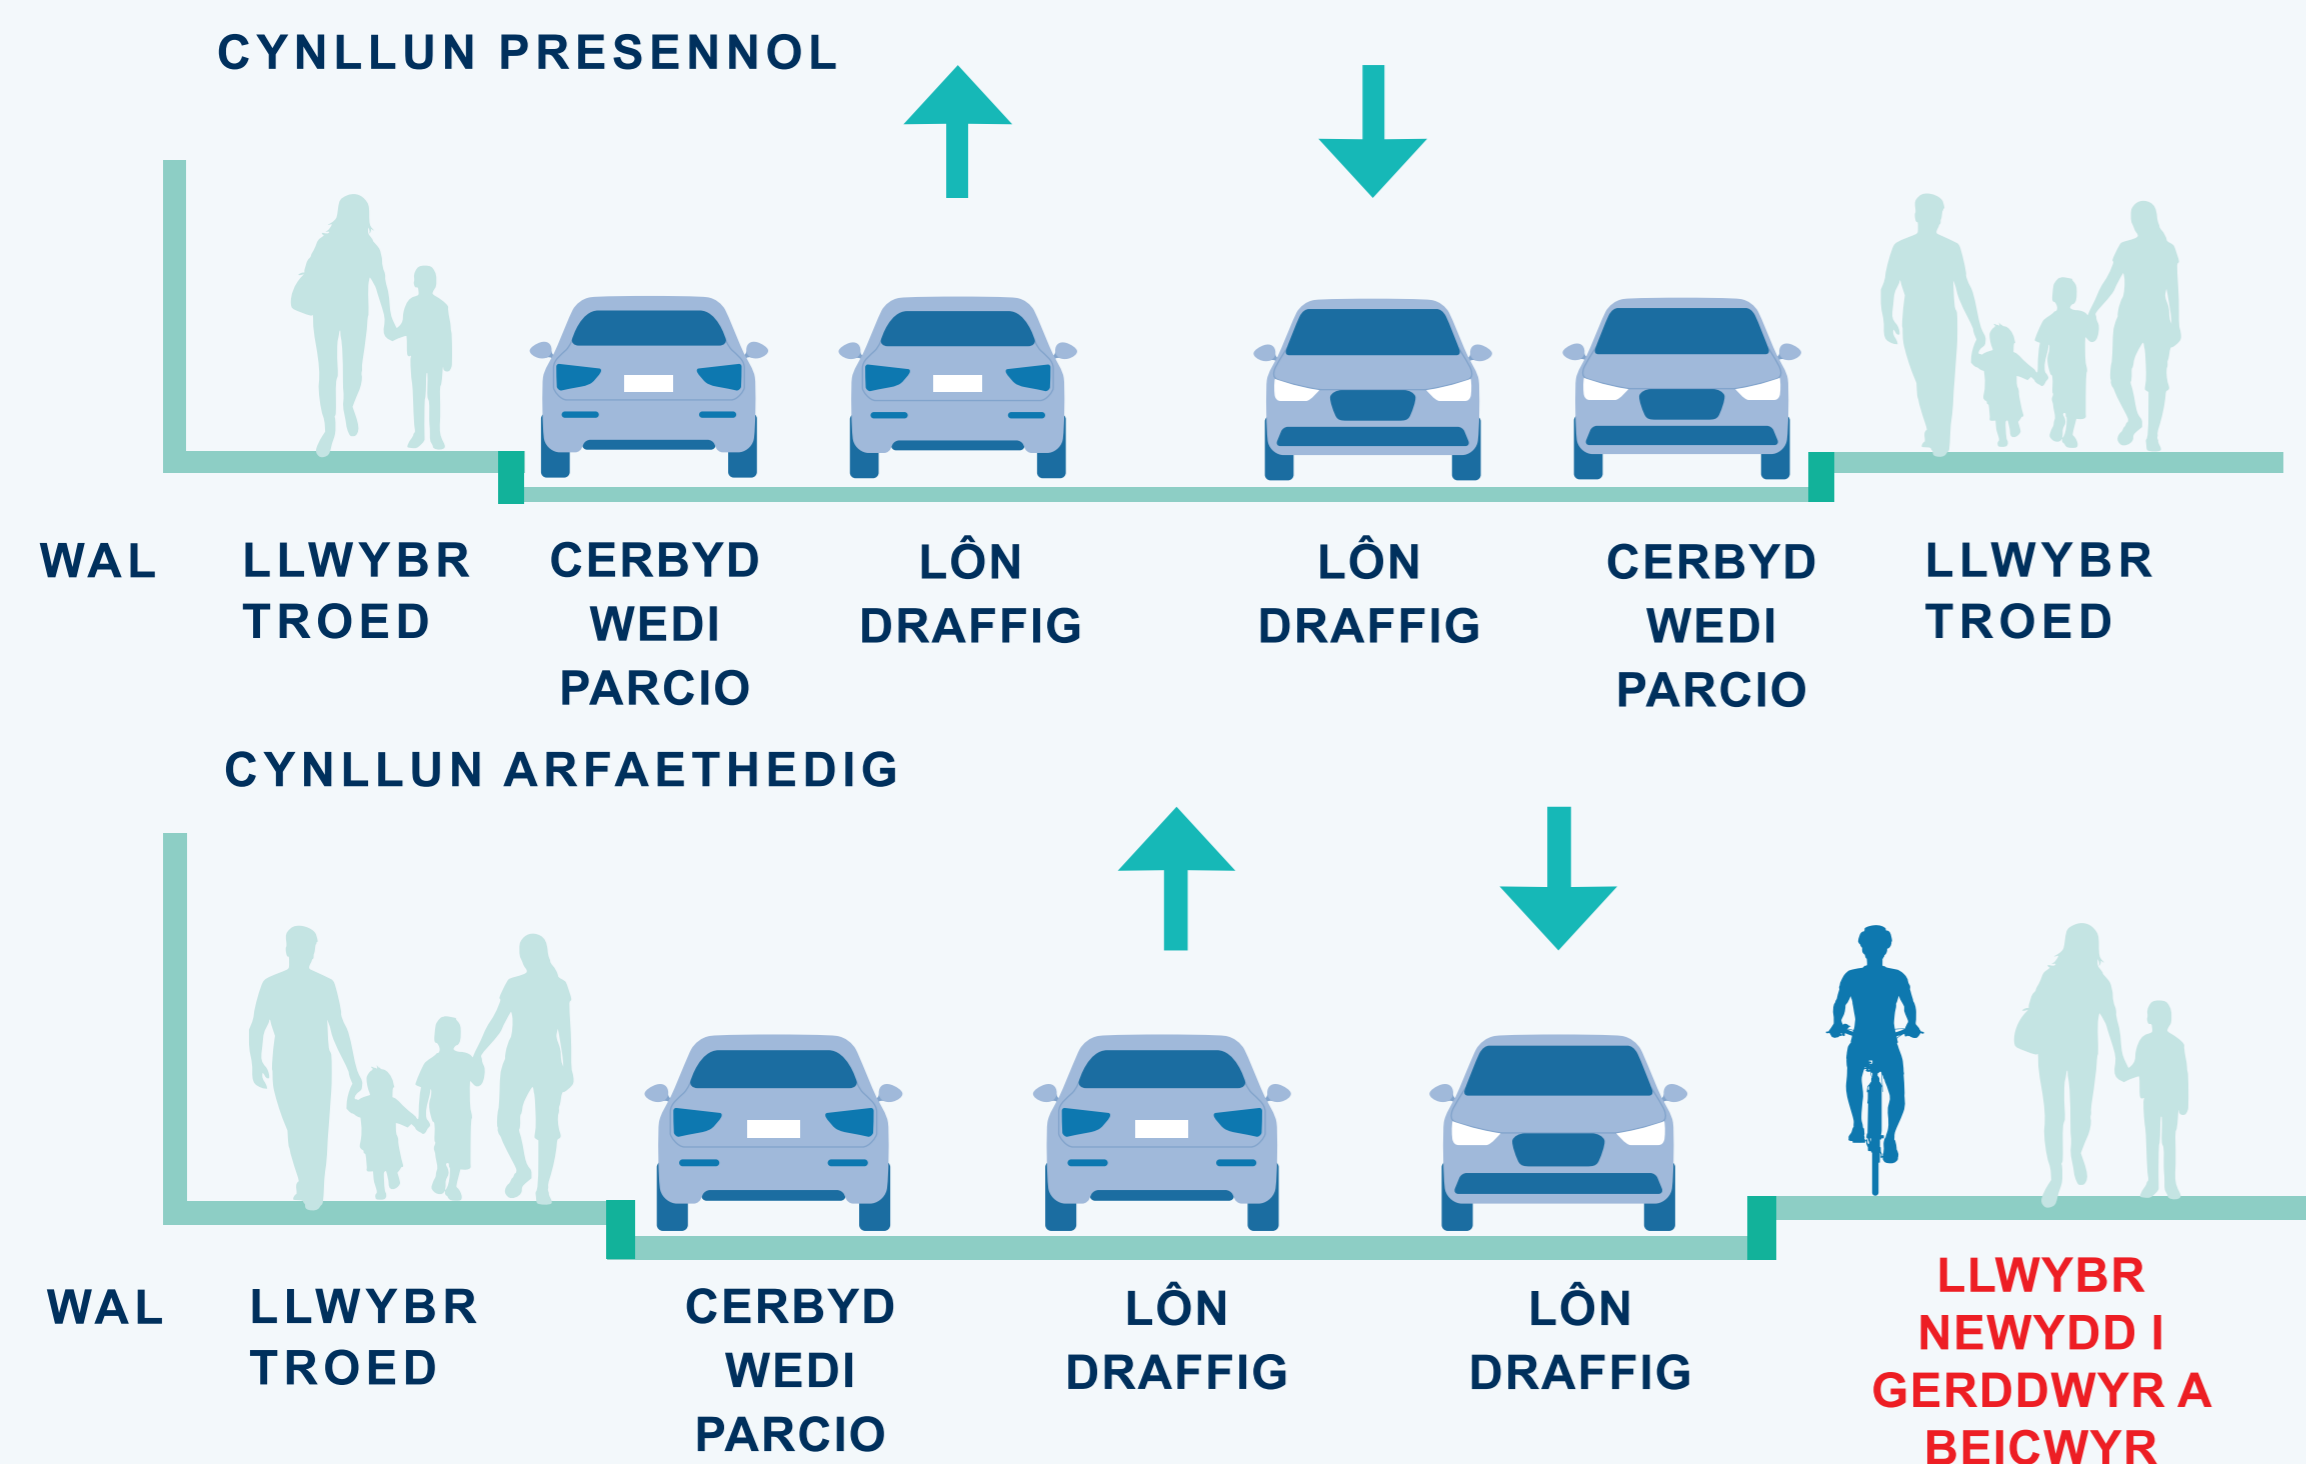 CYNLLUN PRESENNOL
WAL
LLWYBR
TROED
CERBYD
WEDI
PARCIO
LÔN
DRAFFIG
LÔN
DRAFFIG
CERBYD
WEDI
PARCIO
LLWYBR
TROED
CYNLLUN ARFAETHEDIG
WAL
LLWYBR
TROED
CERBYD
WEDI
PARCIO
LÔN
DRAFFIG
LÔN
DRAFFIG
LLWYBR
NEWYDD I
GERDDWYR A
BEICWYR